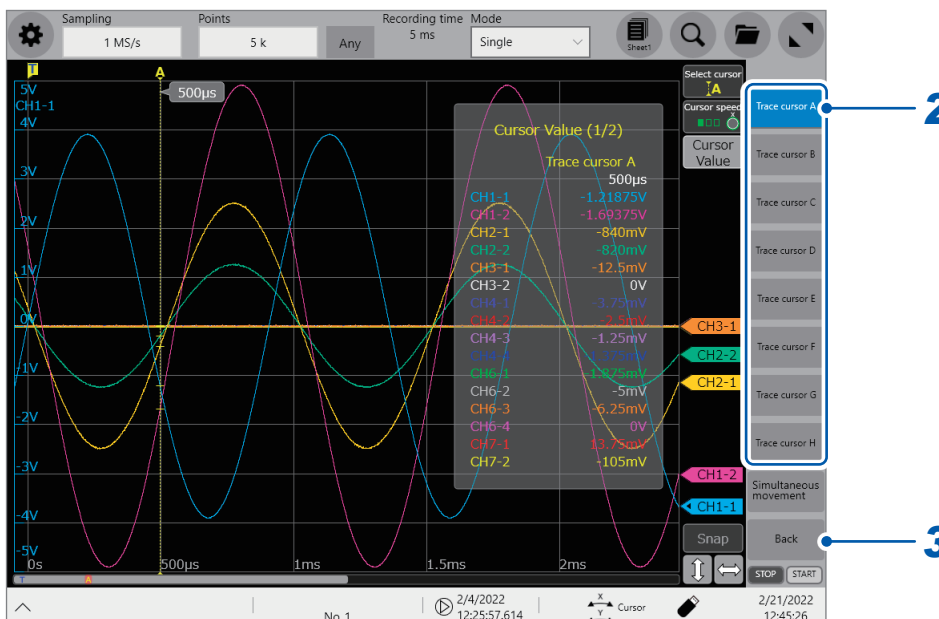 Sampling
Points
Recording time
Mode
1 MS/s
5 k
Any
5 ms
Single
Sheet1
T
A
500µs
5V
CH1-1
4V
3V
2V
1V
0V
-1V
-2V
-3V
-4V
-5V
0s
500µs
1ms
1.5ms
2ms
Cursor Value (1/2)
Trace cursor A
500µs
CH1-1 -1.21875V
CH1-2 -1.69375V
CH2-1 -840mV
CH2-2 -820mV
CH3-1 -12.5mV
CH3-2 0V
CH4-1 -3.75mV
CH4-2 -2.5mV
CH4-3 -1.25mV
CH6-1 -1.875mV
CH6-2 -5mV
CH6-3 -6.25mV
CH6-4 0V
CH7-1 13.75mV
CH7-2 -105mV
Select cursor
A
Cursor speed
X
Cursor
Value
CH3-1
CH2-2
CH2-1
CH1-2
CH1-1
Snap
Trace cursor A
Trace cursor B
Trace cursor C
Trace cursor D
Trace cursor E
Trace cursor F
Trace cursor G
Trace cursor H
Simultaneous
movement
Back
STOP
START
2
3
T
A
No.1
2/4/2022
12:25:57.614
X
Y
Cursor
2/21/2022
12:45:26